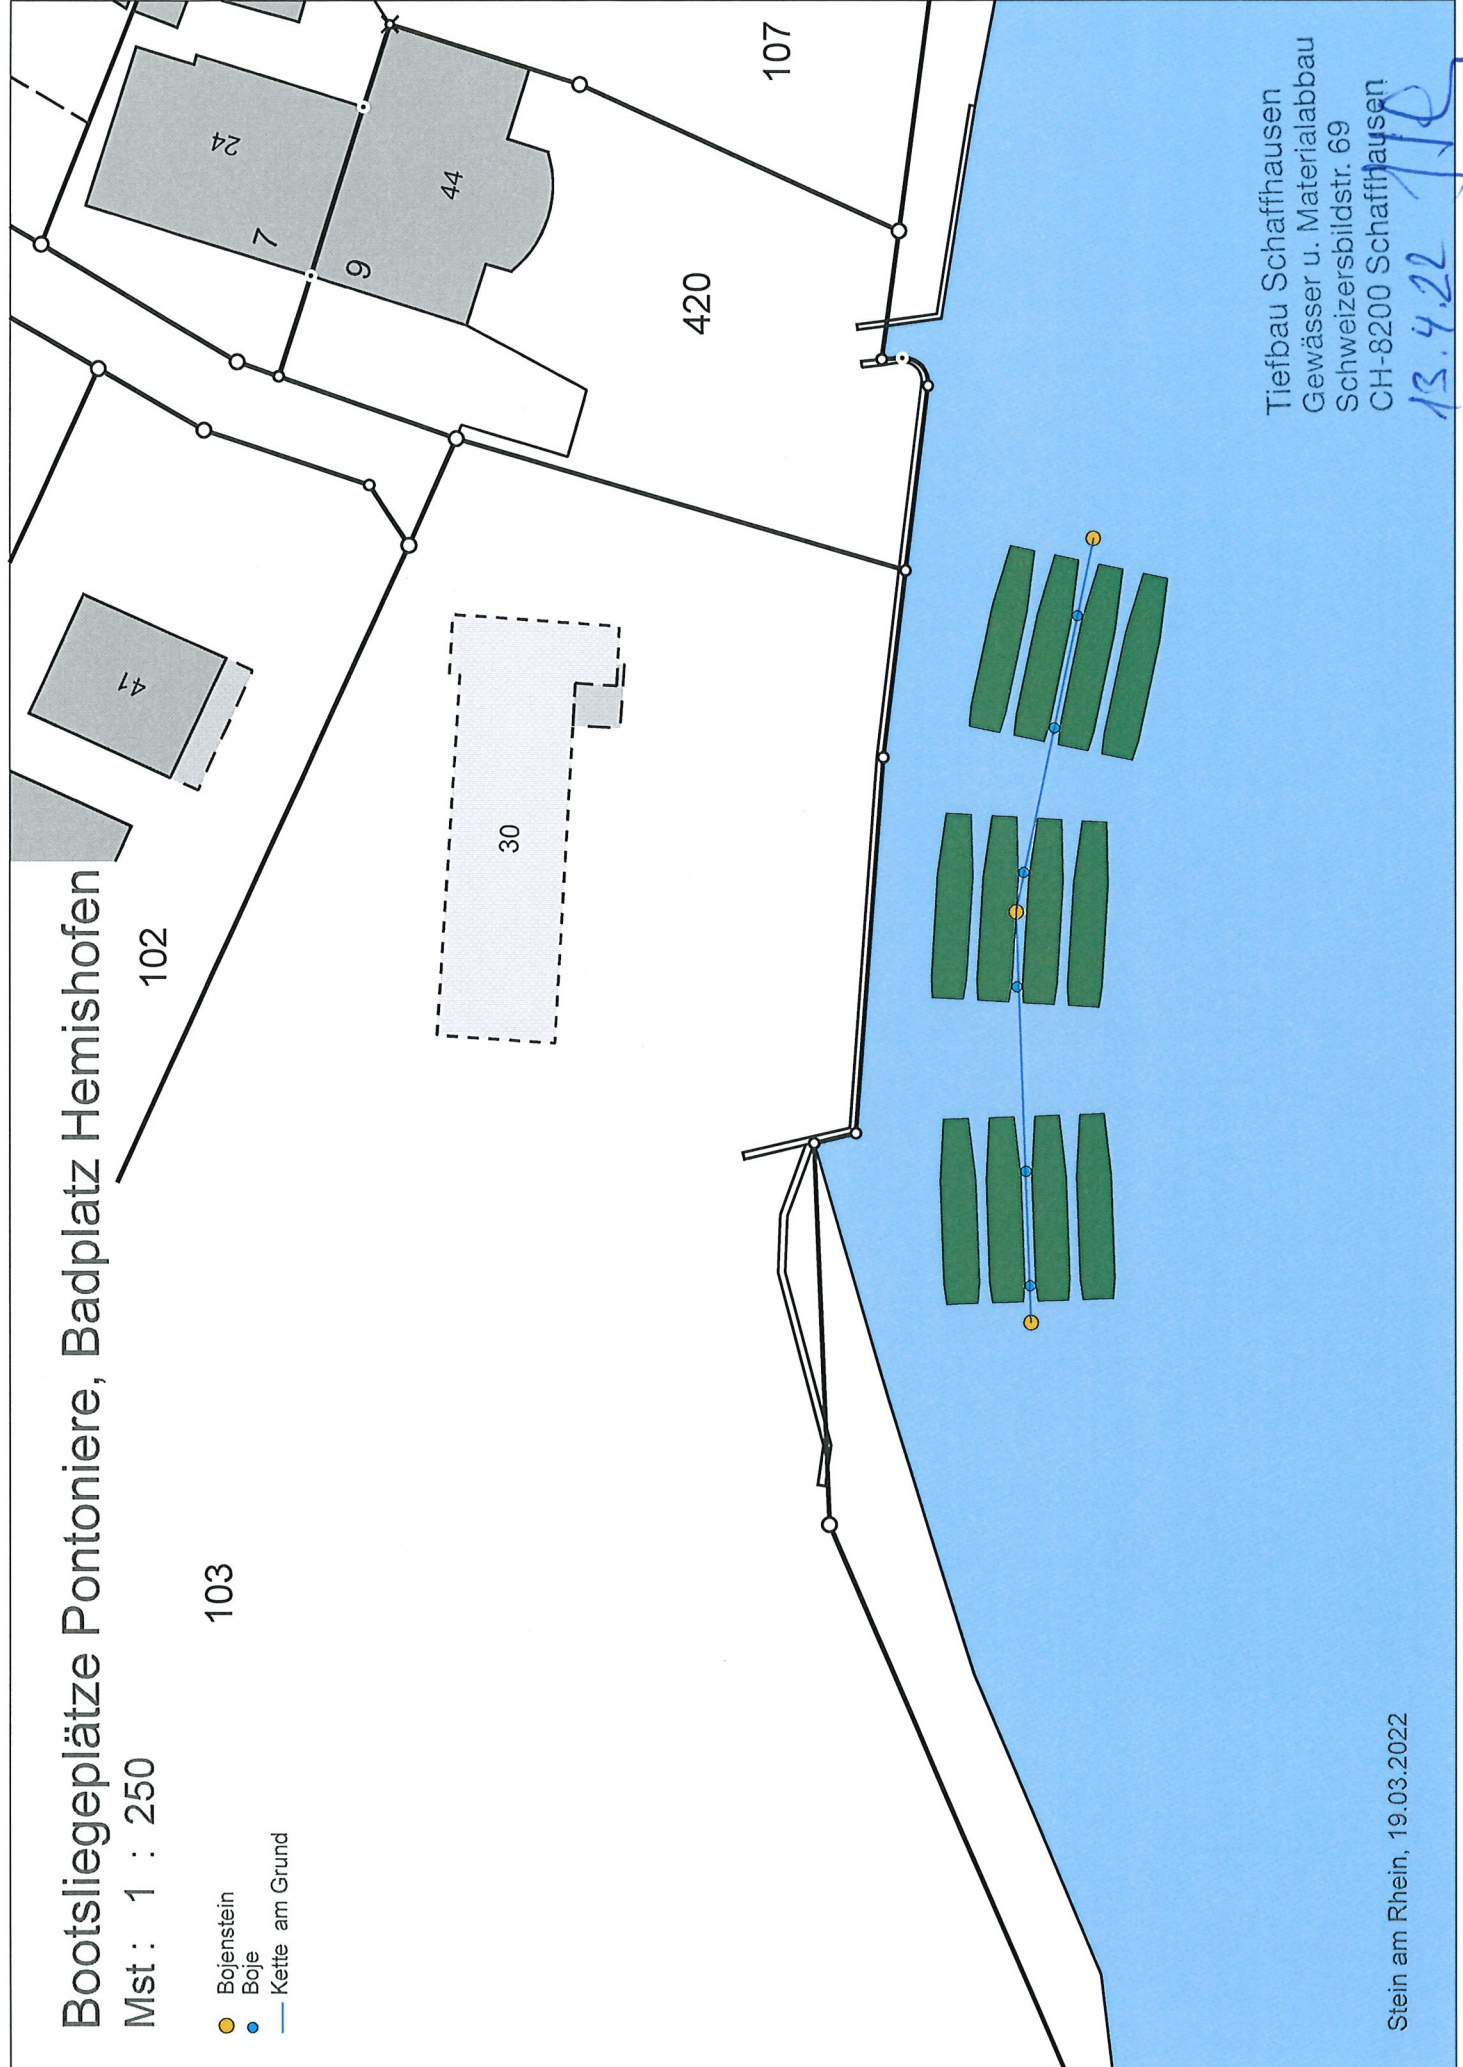 Bootsliegeplätze Pontoniere, Badplatz Hemishofen
Mst : 1 : 250
Bojenstein
Boje
Kette am Grund
103
102
41
30
24
7
9
44
420
107
Tiefbau Schaffhausen
Gewässer u. Materialabbau
Schweizersbildstr. 69
CH-8200 Schaffhausen
13.4.22
Stein am Rhein, 19.03.2022